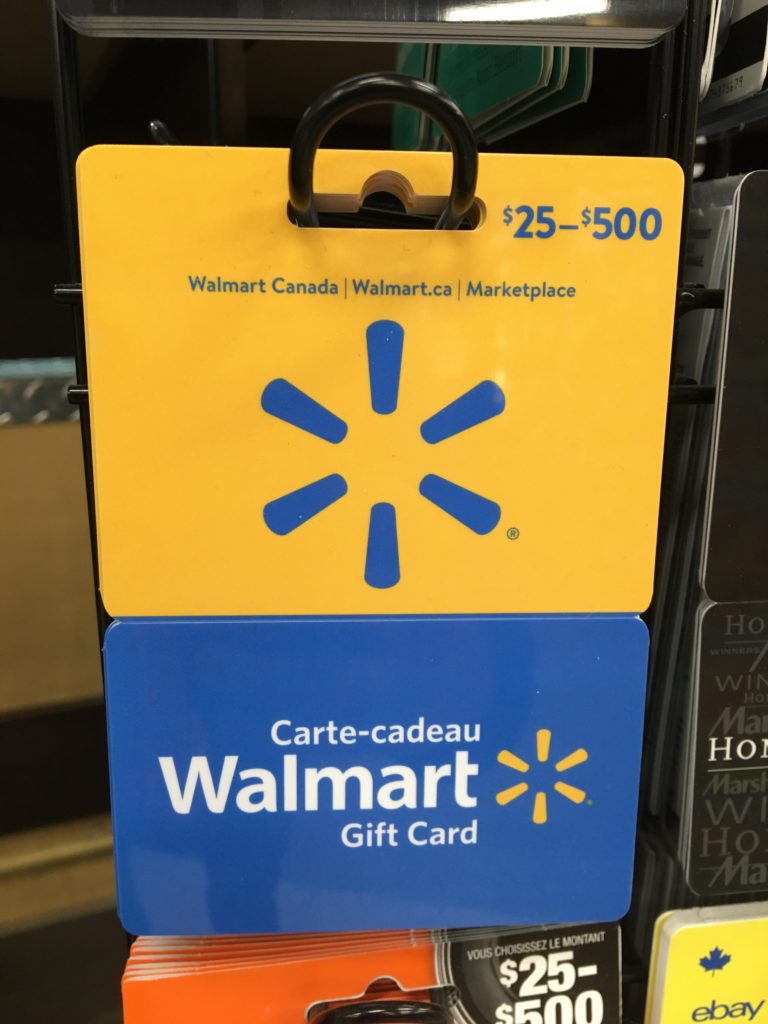 $25–$500
Walmart Canada | Walmart.ca | Marketplace
®
Carte-cadeau
Walmart
Gift Card
VOUS CHOISISSEZ LE MONTANT
$25-
$500
ebay
WINNERS